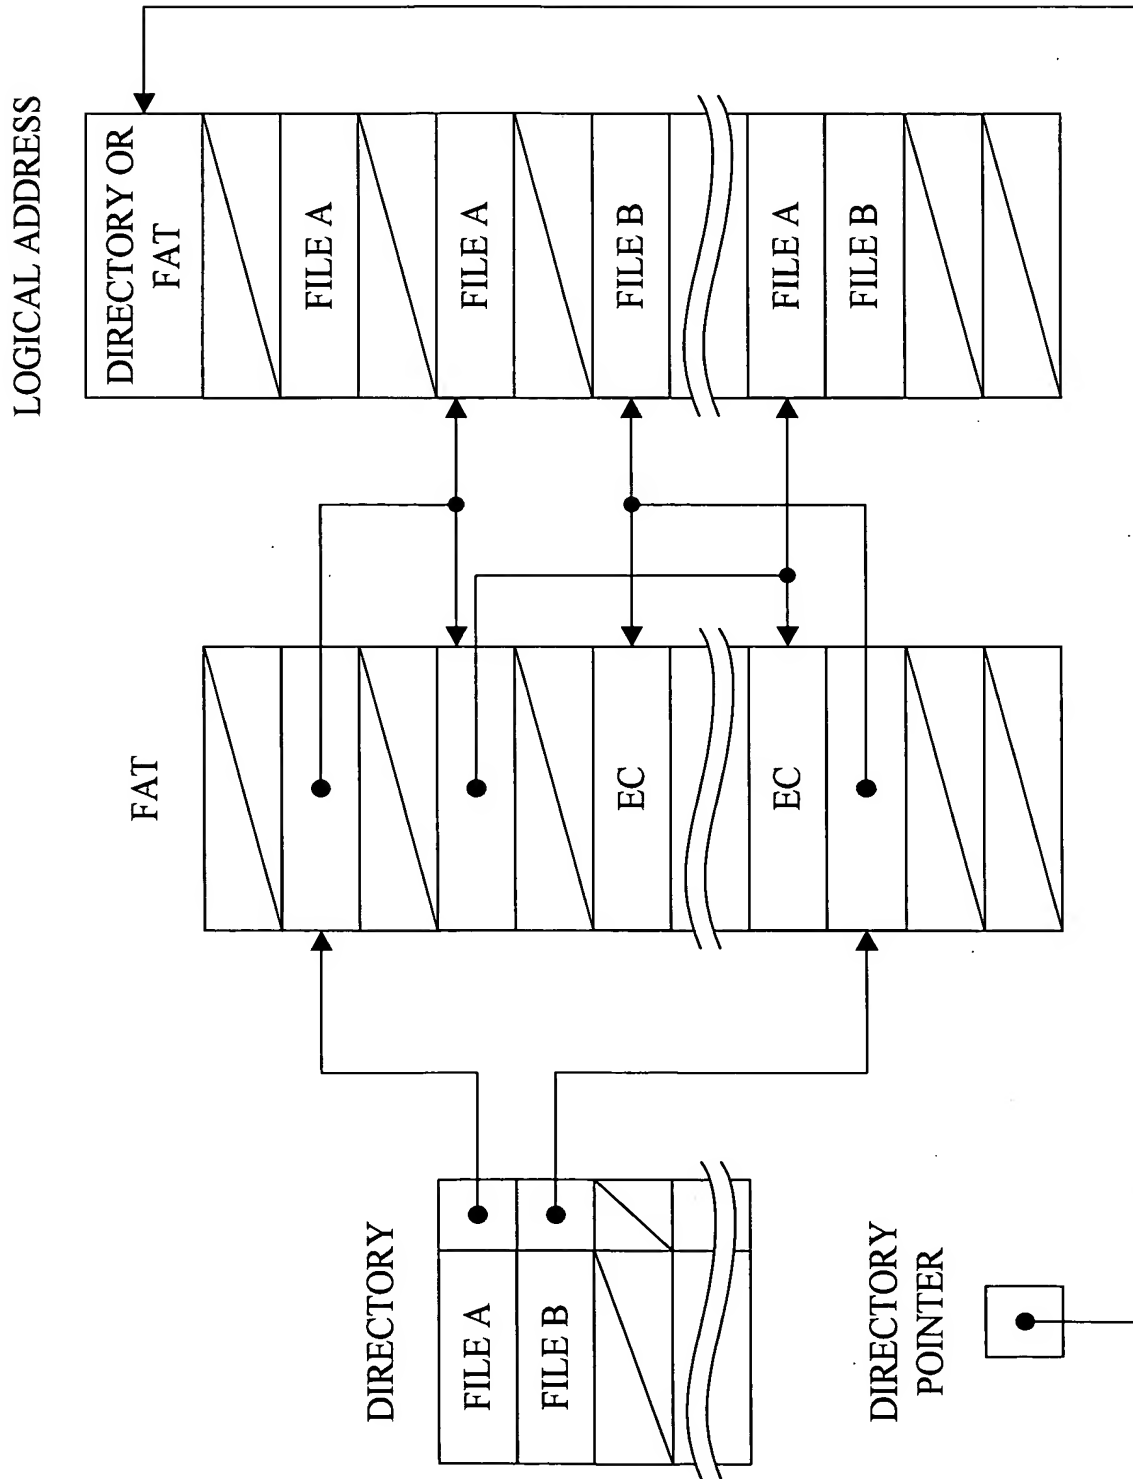 DIRECTORY
FILE A
FILE B
DIRECTORY
POINTER
FAT
EC
EC
LOGICAL ADDRESS
DIRECTORY OR
FAT
FILE A
FILE A
FILE B
FILE A
FILE B